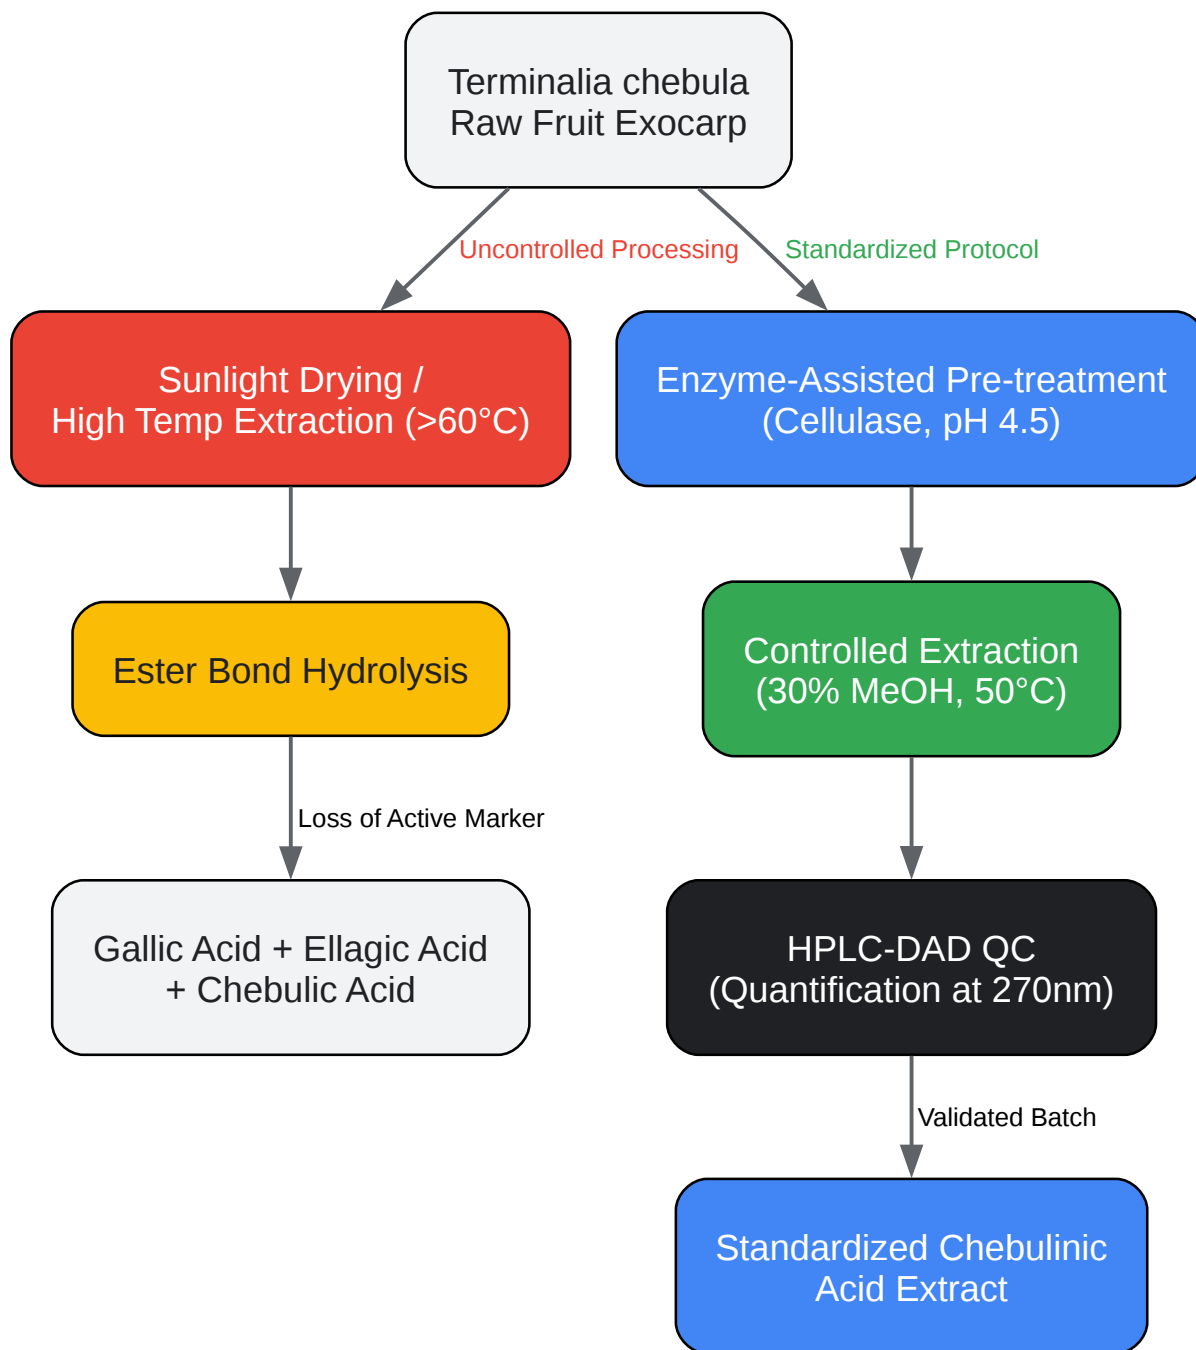 Terminalia chebula
Raw Fruit Exocarp
Uncontrolled Processing
Standardized Protocol
Sunlight Drying /
High Temp Extraction (>60°C)
Enzyme-Assisted Pre-treatment
(Cellulase, pH 4.5)
Ester Bond Hydrolysis
Controlled Extraction
(30% MeOH, 50°C)
Loss of Active Marker
Gallic Acid + Ellagic Acid
+ Chebulic Acid
HPLC-DAD QC
(Quantification at 270nm)
Validated Batch
Standardized Chebulinic
Acid Extract